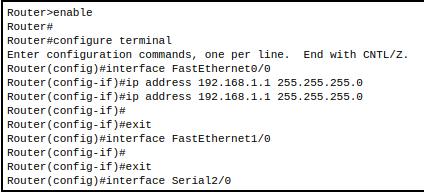 Router>enable
Router#
Router#configure terminal
Enter configuration commands, one per line.  End with CNTL/Z.
Router(config)#interface FastEthernet0/0
Router(config-if)#ip address 192.168.1.1 255.255.255.0
Router(config-if)#ip address 192.168.1.1 255.255.255.0
Router(config-if)#
Router(config-if)#exit
Router(config)#interface FastEthernet1/0
Router(config-if)#
Router(config-if)#exit
Router(config)#interface Serial2/0